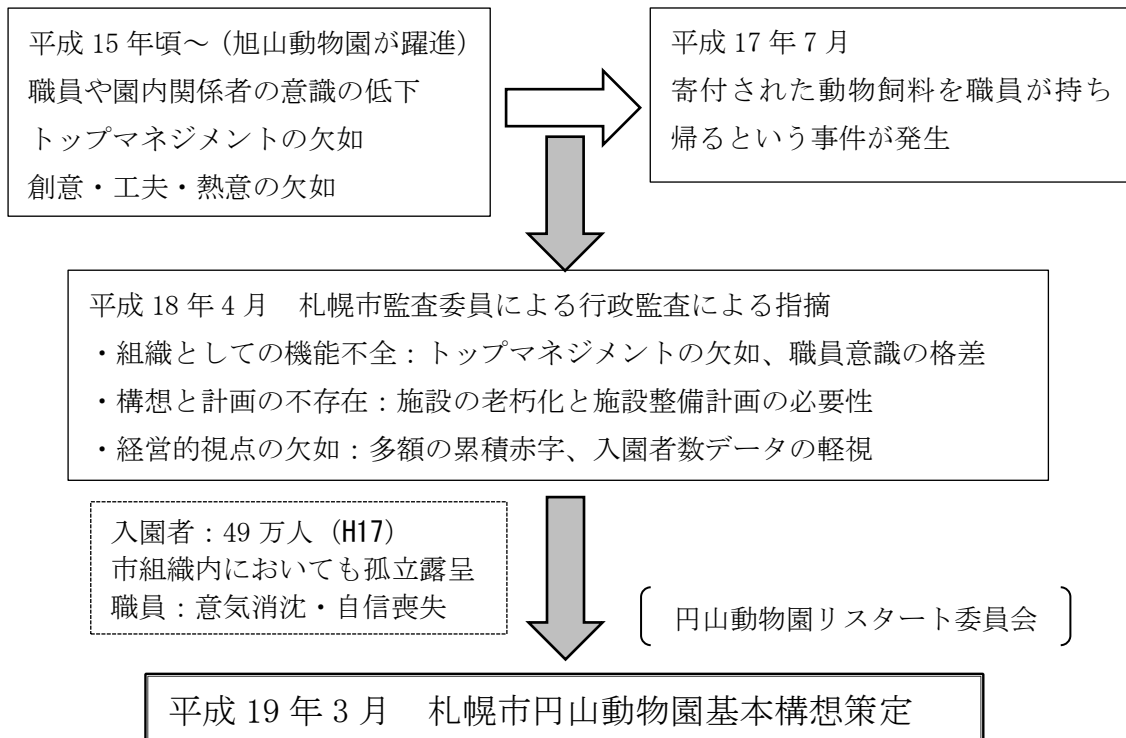 平成 15 年頃～（旭山動物園が躍進）
職員や園内関係者の意識の低下
トップマネジメントの欠如
創意・工夫・熱意の欠如
平成 17 年 7 月
寄付された動物飼料を職員が持ち
帰るという事件が発生
平成 18 年 4 月　札幌市監査委員による行政監査による指摘
・組織としての機能不全：トップマネジメントの欠如、職員意識の格差
・構想と計画の不存在：施設の老朽化と施設整備計画の必要性
・経営的視点の欠如：多額の累積赤字、入園者数データの軽視
入園者：49 万人（H17）
市組織内においても孤立露呈
職員：意気消沈・自信喪失
円山動物園リスタート委員会
平成 19 年 3 月　札幌市円山動物園基本構想策定